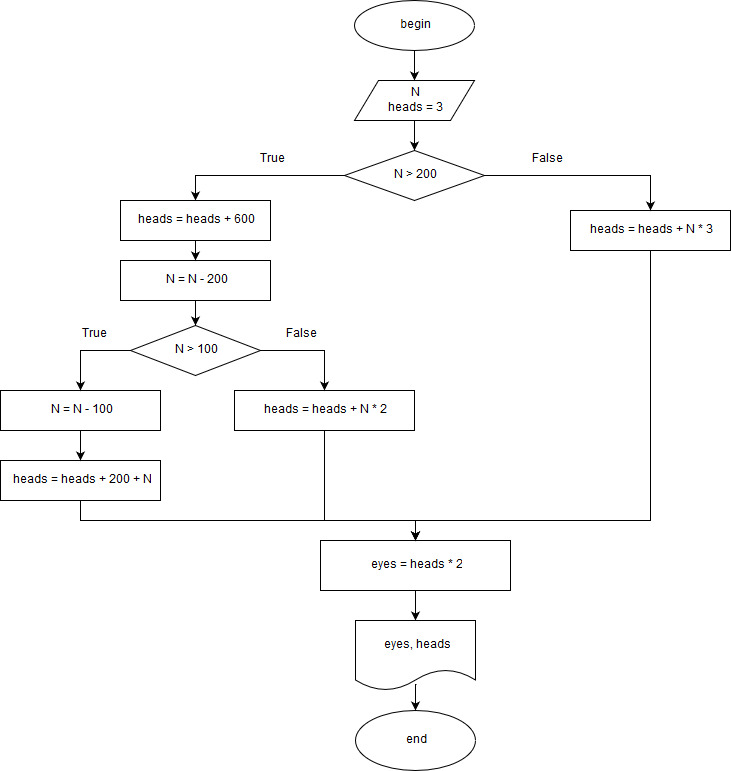 begin
N
heads = 3
True
False
N > 200
heads = heads + 600
heads = heads + N * 3
N = N - 200
True
False
N > 100
N = N - 100
heads = heads + N * 2
heads = heads + 200 + N
eyes = heads * 2
eyes, heads
end